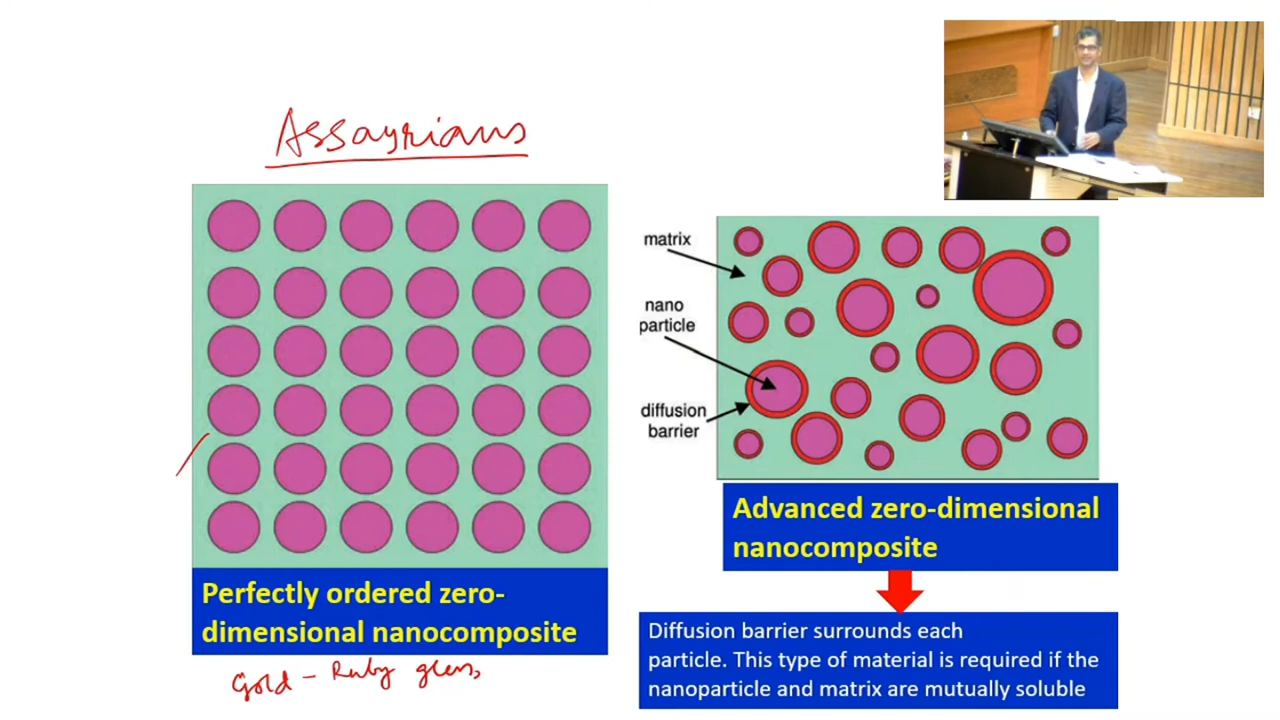 Assayrians
Perfectly ordered zero-
dimensional nanocomposite
Gold - Ruby glass
matrix
nano
particle
diffusion
barrier
Advanced zero-dimensional
nanocomposite
Diffusion barrier surrounds each
particle. This type of material is required if the
nanoparticle and matrix are mutually soluble